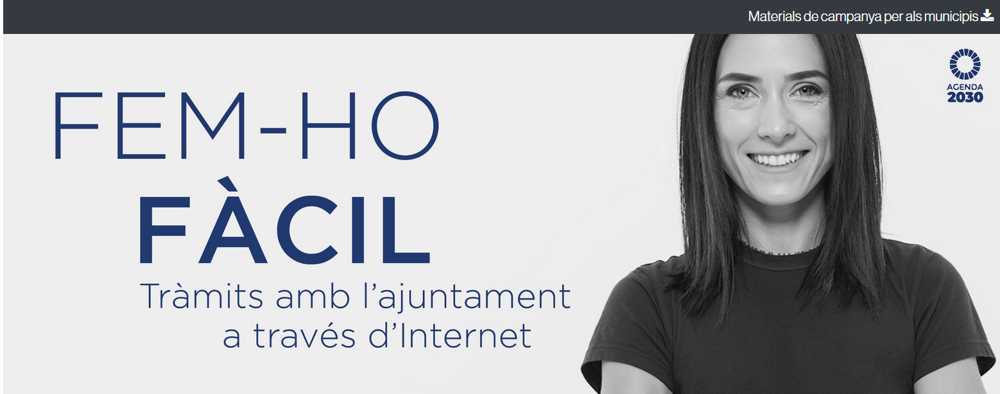 Materials de campanya per als municipis
FEM-HO
FÀCIL
Tràmits amb l'ajuntament
a través d'Internet
AGENDA
2030